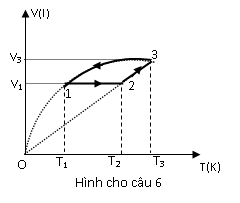 V(l)
V₃
3
V₁
1
2
O
T₁
T₂
T₃
T(K)
Hình cho câu 6